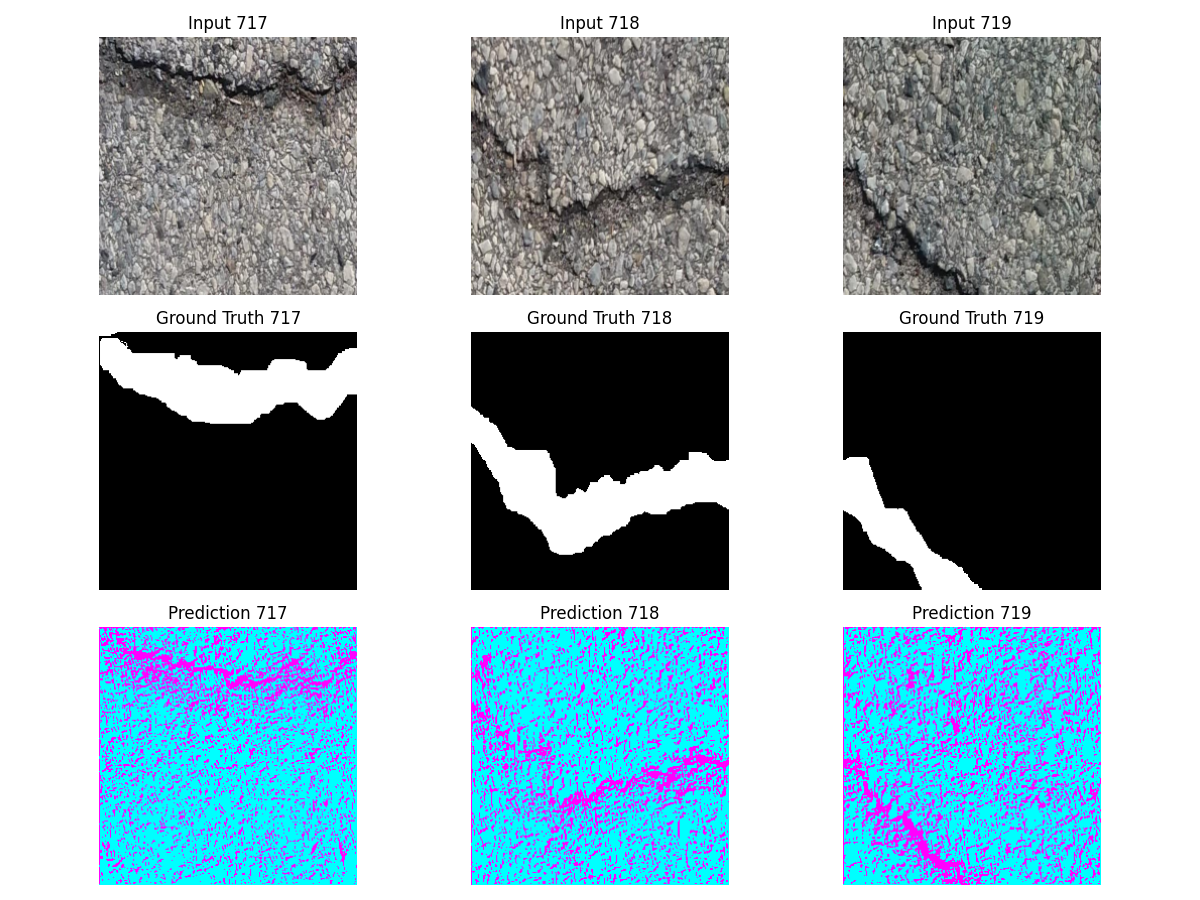 Input 717
Input 718
Input 719
Ground Truth 717
Ground Truth 718
Ground Truth 719
Prediction 717
Prediction 718
Prediction 719